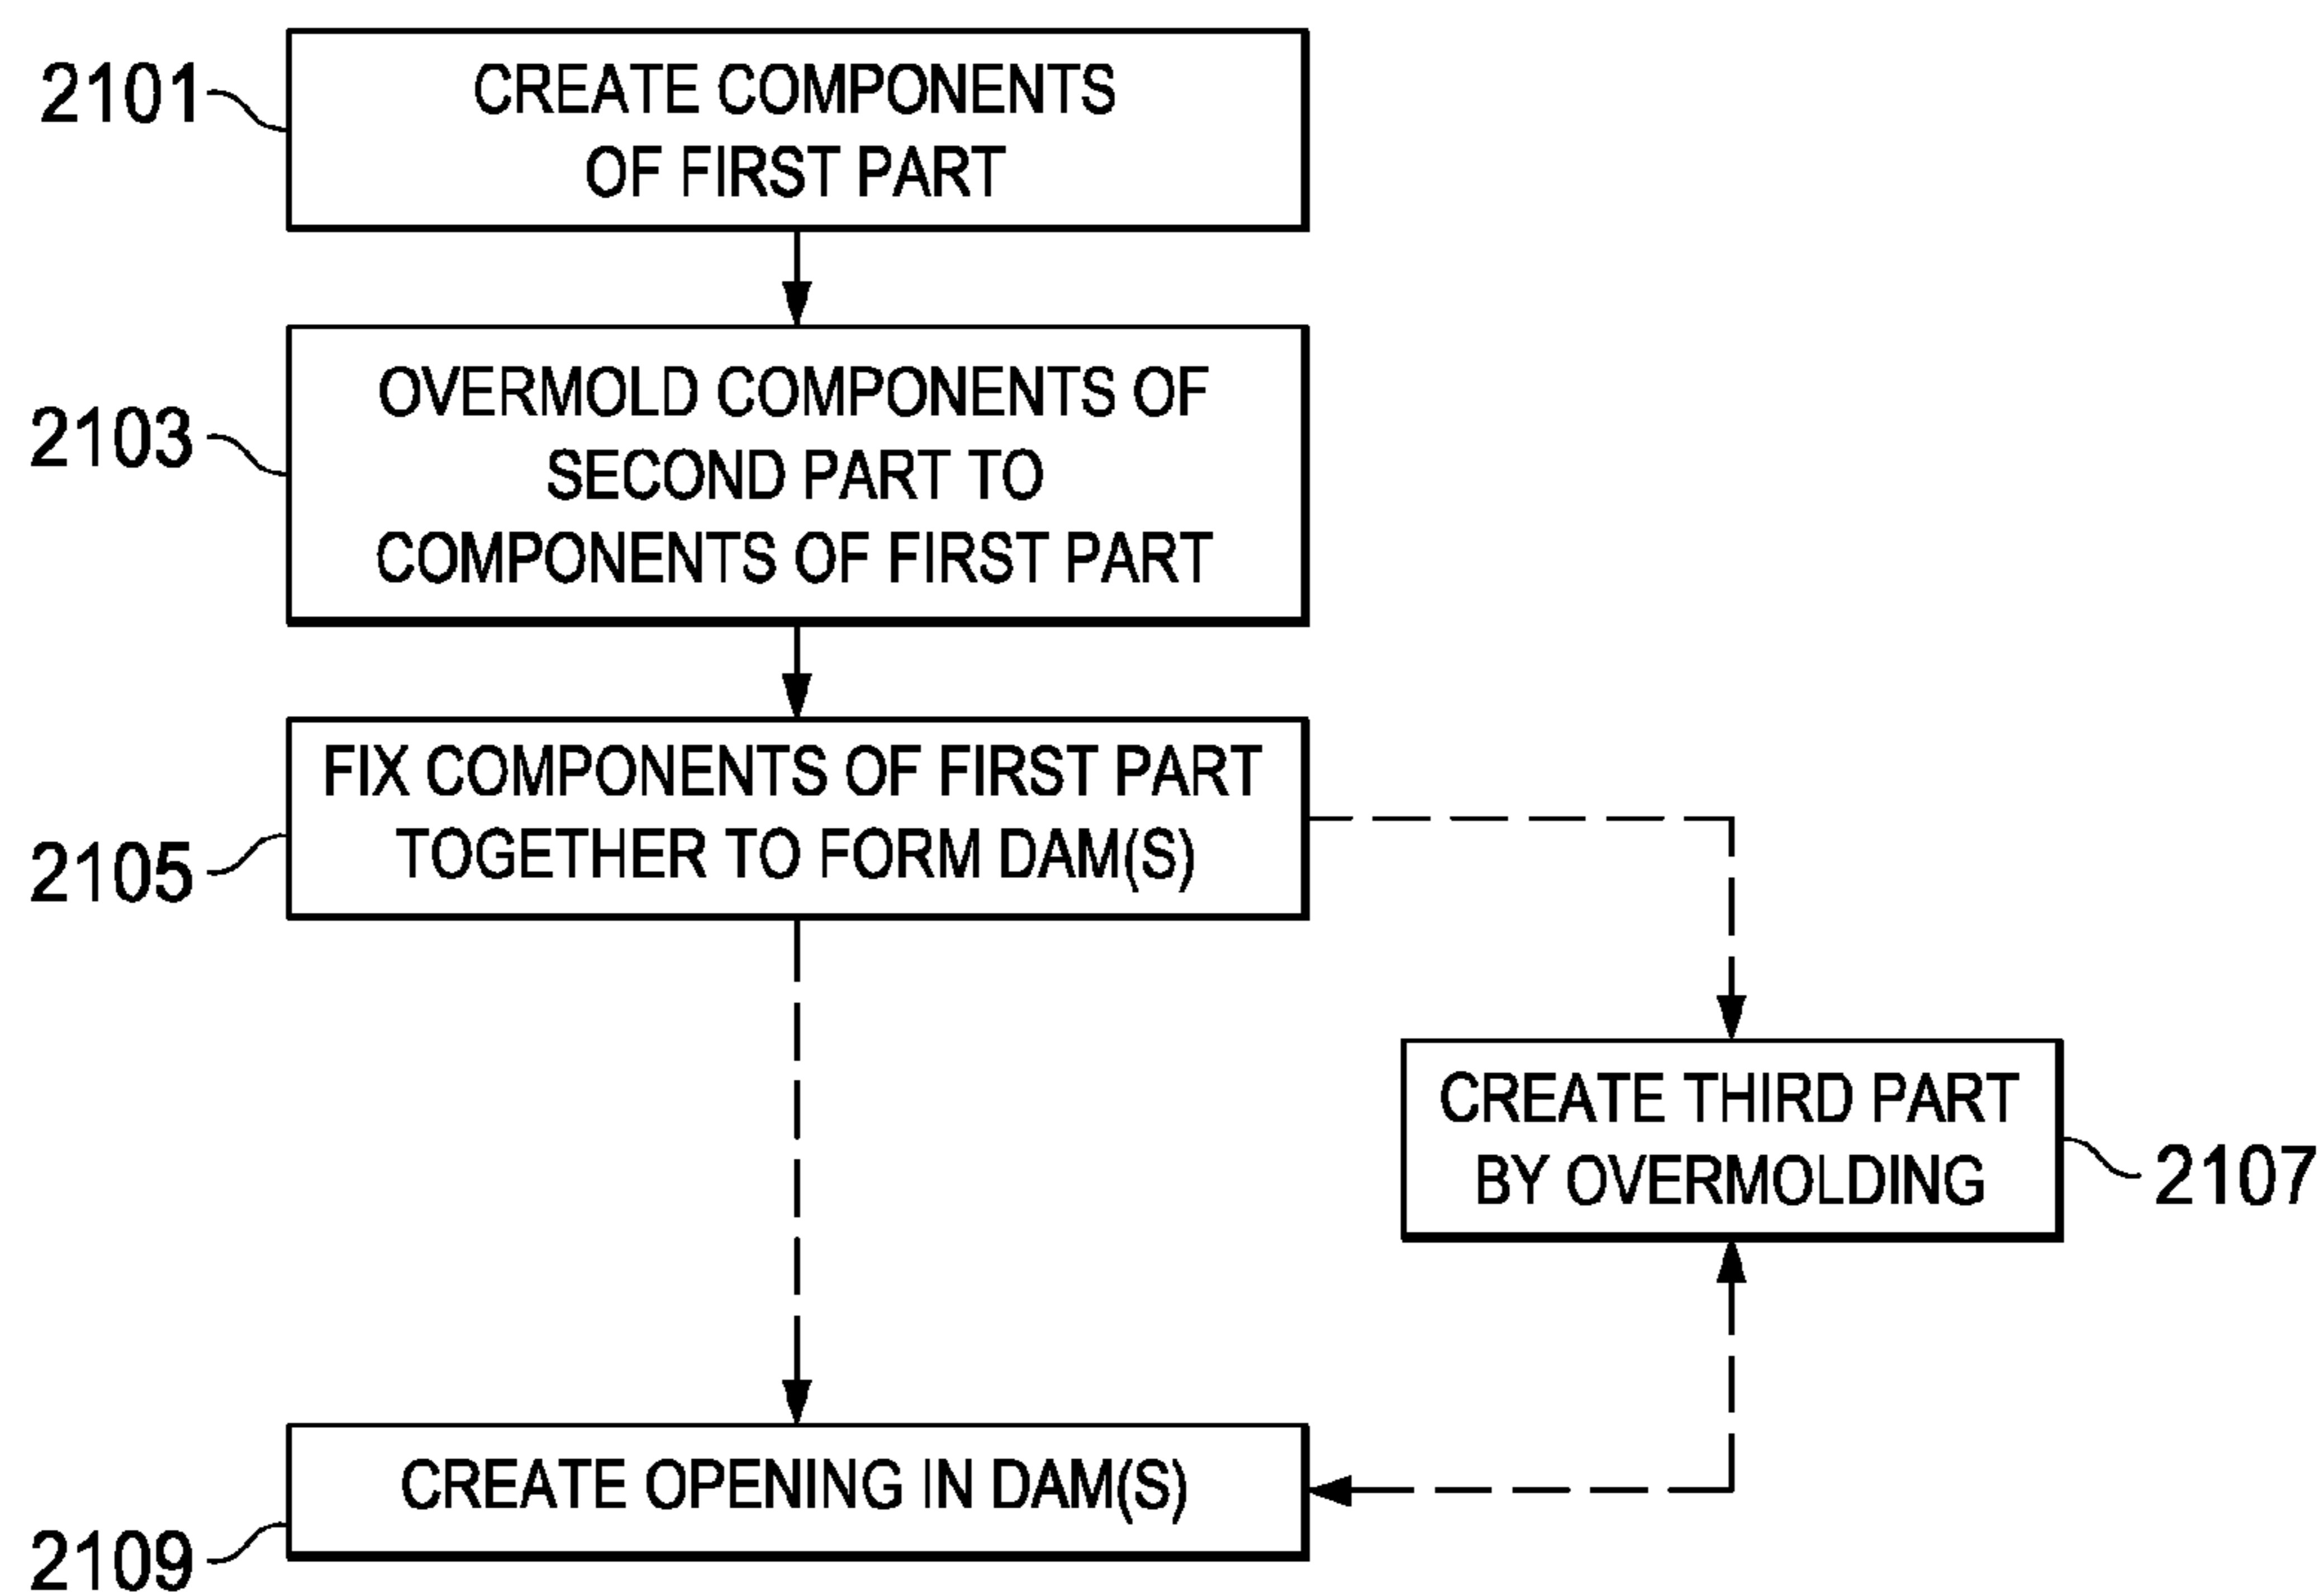 2101
CREATE COMPONENTS
OF FIRST PART
2103
OVERMOLD COMPONENTS OF
SECOND PART TO
COMPONENTS OF FIRST PART
2105
FIX COMPONENTS OF FIRST PART
TOGETHER TO FORM DAM(S)
CREATE THIRD PART
BY OVERMOLDING
2107
CREATE OPENING IN DAM(S)
2109